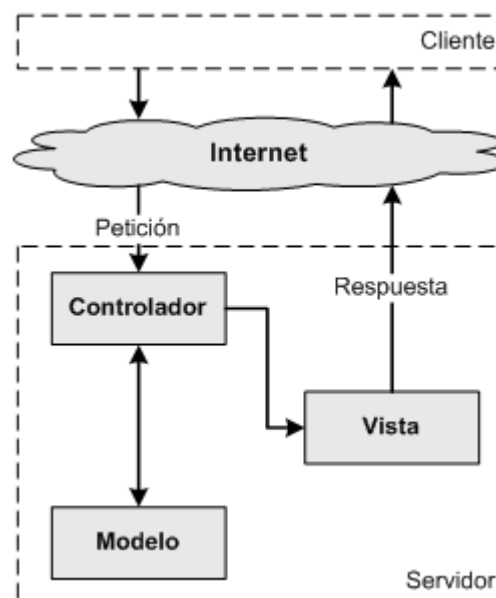 Cliente
Internet
Petición
Controlador
Respuesta
Vista
Modelo
Servidor